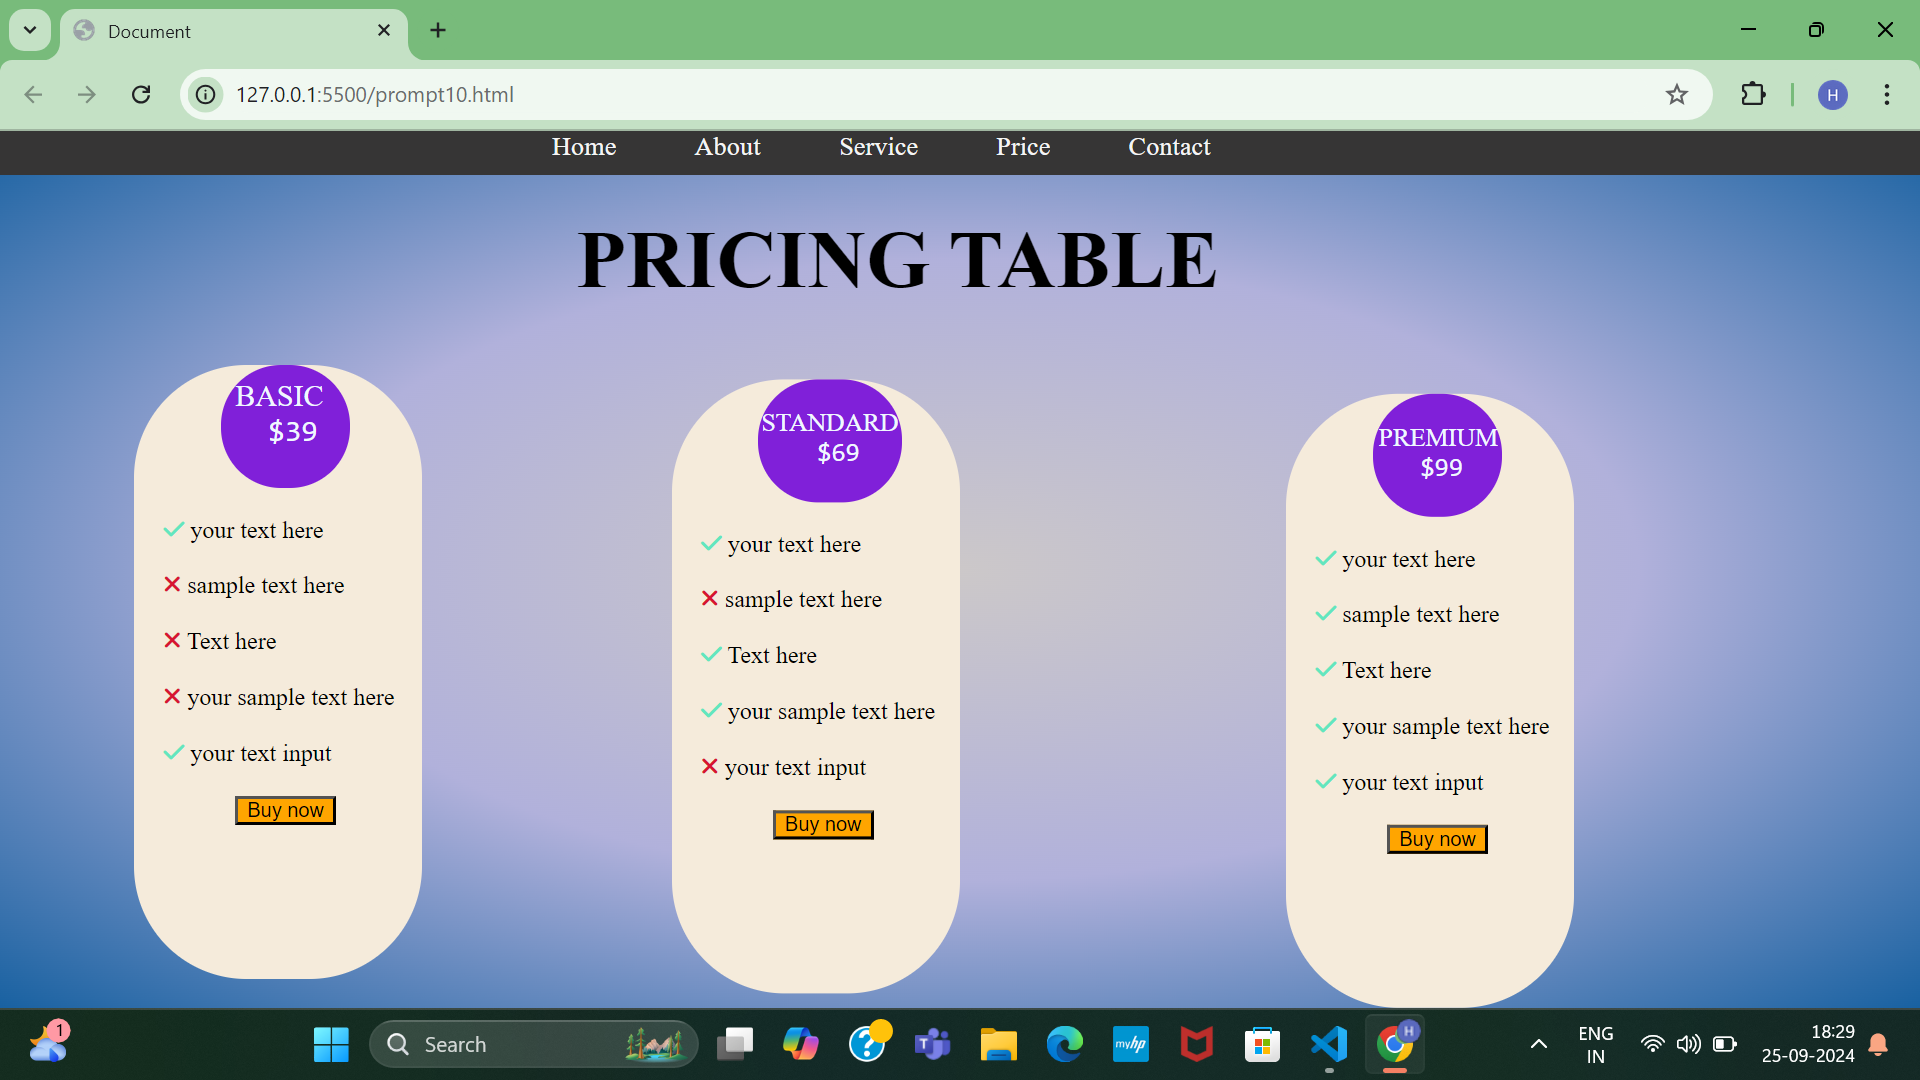 Document
127.0.0.1:5500/prompt10.html
H
Home About Service Price Contact
PRICING TABLE
BASIC
$39
your text here
sample text here
Text here
your sample text here
your text input
Buy now
STANDARD
$69
your text here
sample text here
Text here
your sample text here
your text input
Buy now
PREMIUM
$99
your text here
sample text here
Text here
your sample text here
your text input
Buy now
1
Search
T
myhp
H
ENG
IN
18:29
25-09-2024